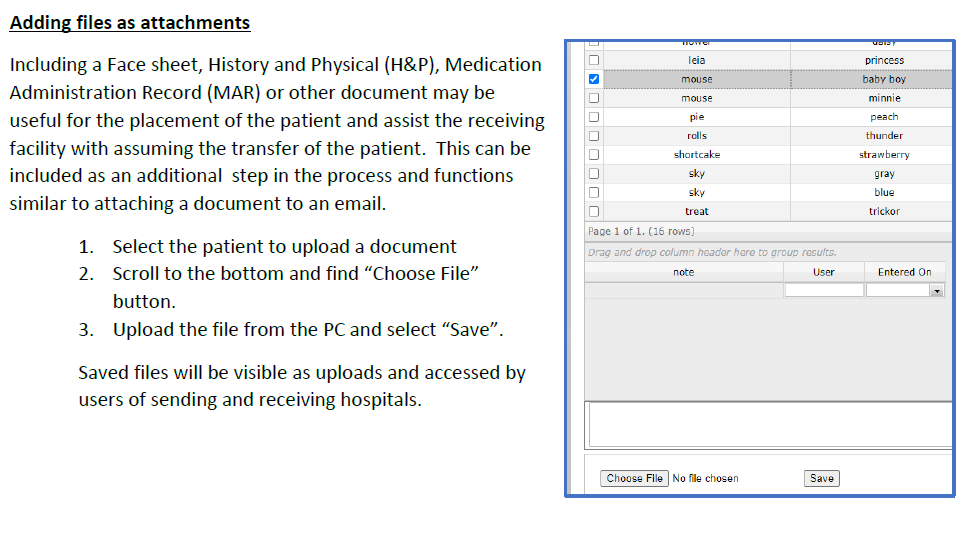 Adding files as attachments
Including a Face sheet, History and Physical (H&P), Medication
Administration Record (MAR) or other document may be
useful for the placement of the patient and assist the receiving
facility with assuming the transfer of the patient.  This can be
included as an additional  step in the process and functions
similar to attaching a document to an email.
1. Select the patient to upload a document
2. Scroll to the bottom and find “Choose File”
button.
3. Upload the file from the PC and select “Save”.
Saved files will be visible as uploads and accessed by
users of sending and receiving hospitals.
leia princess
mouse baby boy
mouse minnie
pie peach
rolls thunder
shortcake strawberry
sky gray
sky blue
treat trickor
Page 1 of 1. (16 rows)
Drag and drop column header here to group results.
note User Entered On
Choose File No file chosen Save